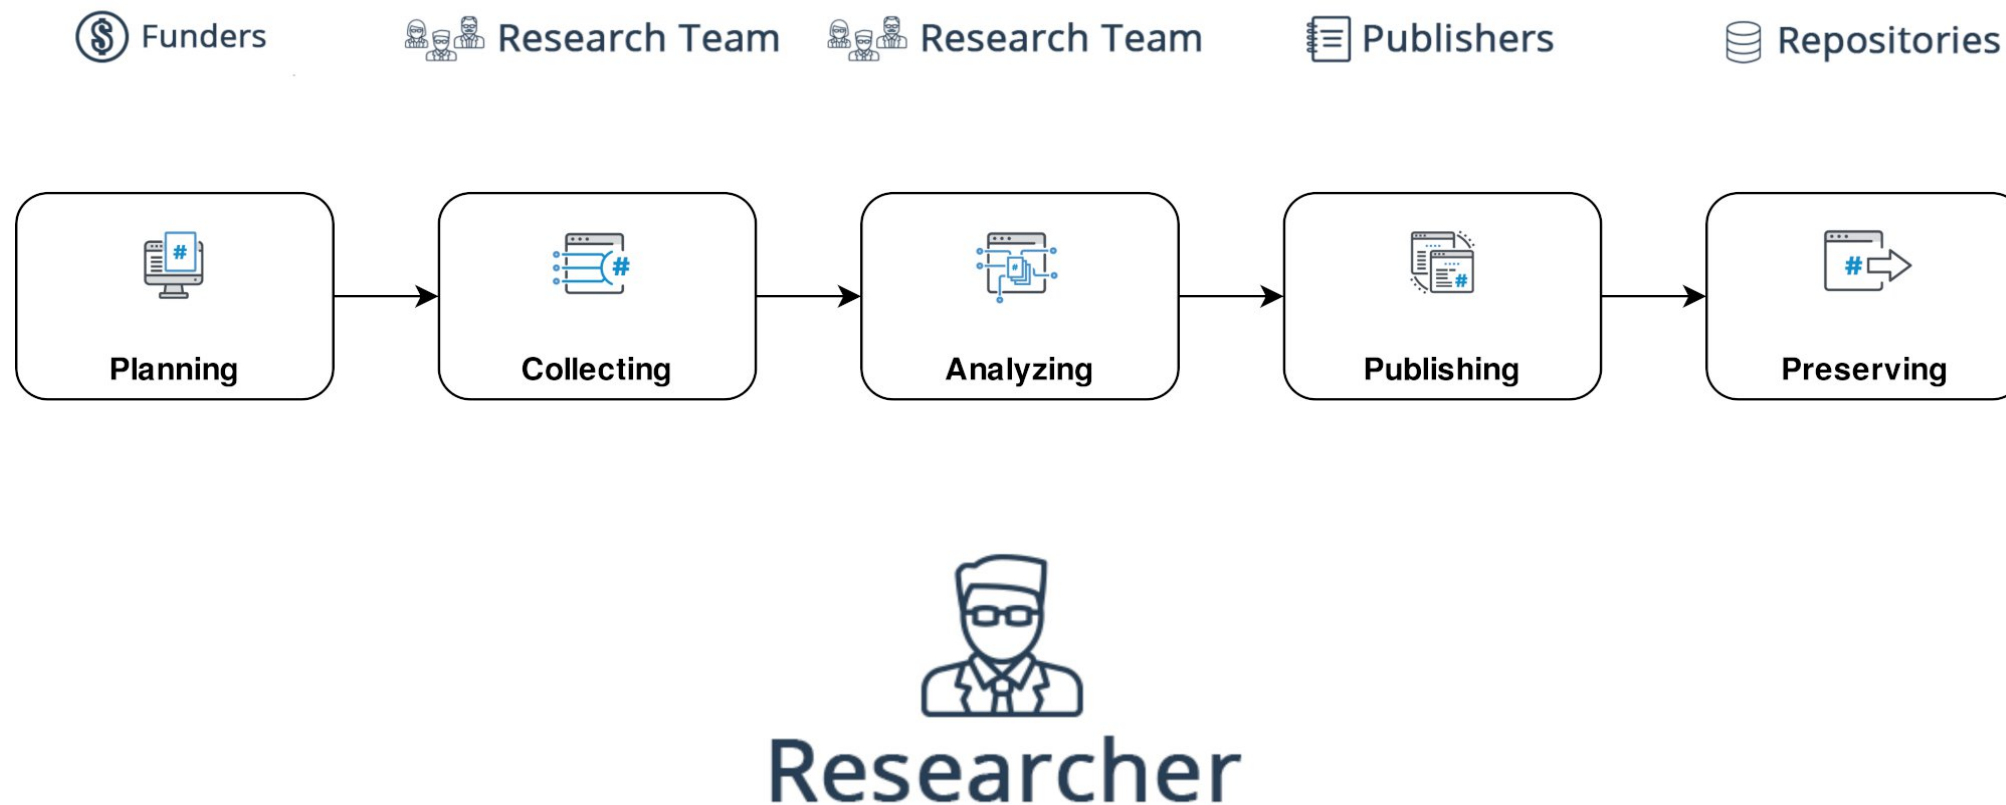 Funders Research Team Research Team Publishers Repositories
# # # # #
Planning Collecting Analyzing Publishing Preserving
Researcher